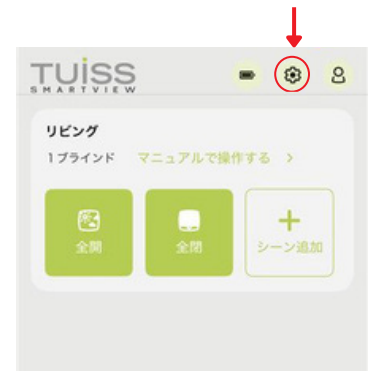 TUiSS
SMARTVIEW
リビング
1ブラインド マニュアルで操作する >
全開 全閉 シーン追加